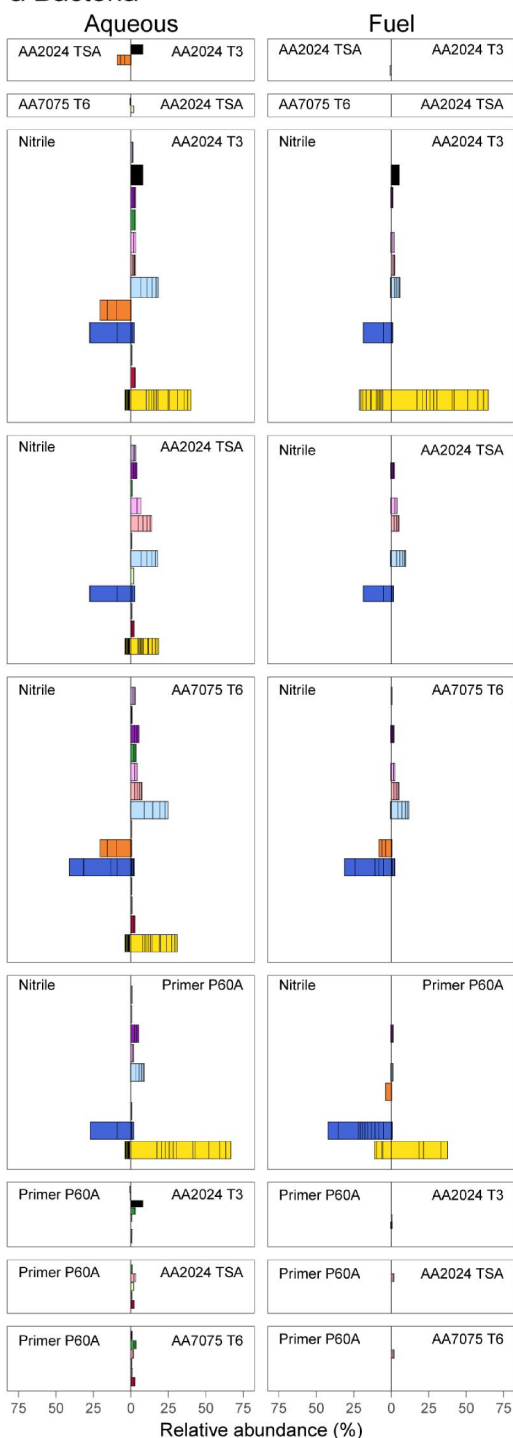 Aqueous Fuel
AA2024 TSA AA2024 T3 AA2024 TSA AA2024 T3
AA7075 T6 AA2024 TSA AA7075 T6 AA2024 TSA
Nitrile AA2024 T3 Nitrile AA2024 T3
Nitrile AA2024 TSA Nitrile AA2024 TSA
Nitrile AA7075 T6 Nitrile AA7075 T6
Nitrile Primer P60A Nitrile Primer P60A
Primer P60A AA2024 T3 Primer P60A AA2024 T3
Primer P60A AA2024 TSA Primer P60A AA2024 TSA
Primer P60A AA7075 T6 Primer P60A AA7075 T6
75 50 25 0 25 50 75 75 50 25 0 25 50 75
Relative abundance (%)